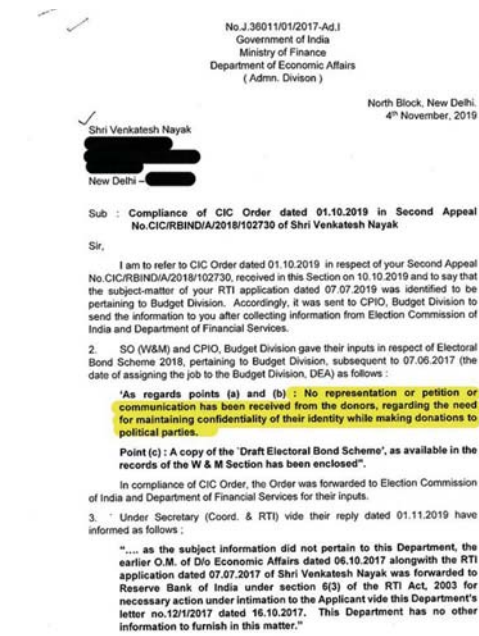 No.J.36011/01/2017-Ad.I
Government of India
Ministry of Finance
Department of Economic Affairs
( Admn. Divison )
North Block, New Delhi.
4th November, 2019
Shri Venkatesh Nayak
New Delhi –
Sub : Compliance of CIC Order dated 01.10.2019 in Second Appeal
No.CIC/RBIND/A/2018/102730 of Shri Venkatesh Nayak
Sir,
I am to refer to CIC Order dated 01.10.2019 in respect of your Second Appeal
No.CIC/RBIND/A/2018/102730, received in this Section on 10.10.2019 and to say that
the subject-matter of your RTI application dated 07.07.2019 was identified to be
pertaining to Budget Division. Accordingly, it was sent to CPIO, Budget Division to
send the information to you after collecting information from Election Commission of
India and Department of Financial Services.
2. SO (W&M) and CPIO, Budget Division gave their inputs in respect of Electoral
Bond Scheme 2018, pertaining to Budget Division, subsequent to 07.06.2017 (the
date of assigning the job to the Budget Division, DEA) as follows :
'As regards points (a) and (b) : No representation or petition or
communication has been received from the donors, regarding the need
for maintaining confidentiality of their identity while making donations to
political parties.
Point (c) : A copy of the 'Draft Electoral Bond Scheme', as available in the
records of the W & M Section has been enclosed".
In compliance of CIC Order, the Order was forwarded to Election Commission
of India and Department of Financial Services for their inputs.
3. Under Secretary (Coord. & RTI) vide their reply dated 01.11.2019 have
informed as follows :
".... as the subject information did not pertain to this Department, the
earlier O.M. of D/o Economic Affairs dated 06.10.2017 alongwith the RTI
application dated 07.07.2017 of Shri Venkatesh Nayak was forwarded to
Reserve Bank of India under section 6(3) of the RTI Act, 2003 for
necessary action under intimation to the Applicant vide this Department's
letter no.12/1/2017 dated 16.10.2017. This Department has no other
information to furnish in this matter."